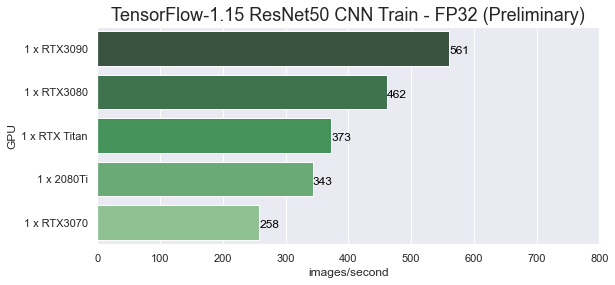 TensorFlow-1.15 ResNet50 CNN Train - FP32 (Preliminary)
GPU
1 x RTX3090 561
1 x RTX3080 462
1 x RTX Titan 373
1 x 2080Ti 343
1 x RTX3070 258
0 100 200 300 400 500 600 700 800
images/second